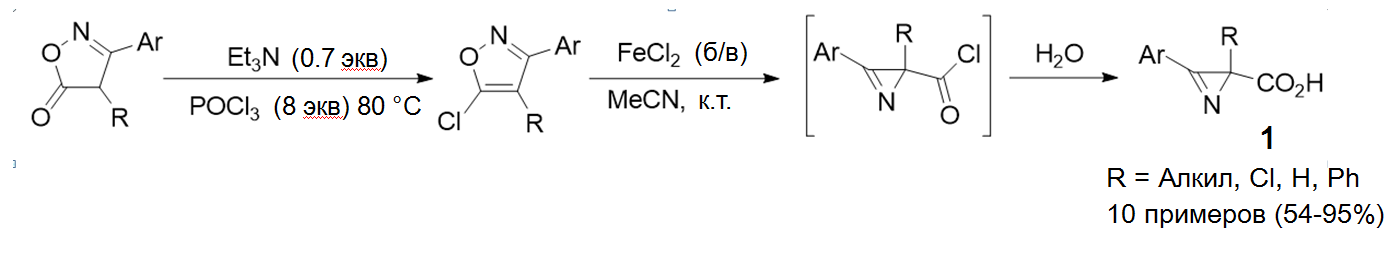 N
O
Ar
O
R
Et₃N (0.7 экв)
POCl₃ (8 экв) 80 °C
N
O
Ar
Cl
R
FeCl₂ (б/в)
MeCN, к.т.
R
Ar
Cl
N
O
H₂O
R
Ar
CO₂H
N
1
R = Алкил, Cl, H, Ph
10 примеров (54-95%)